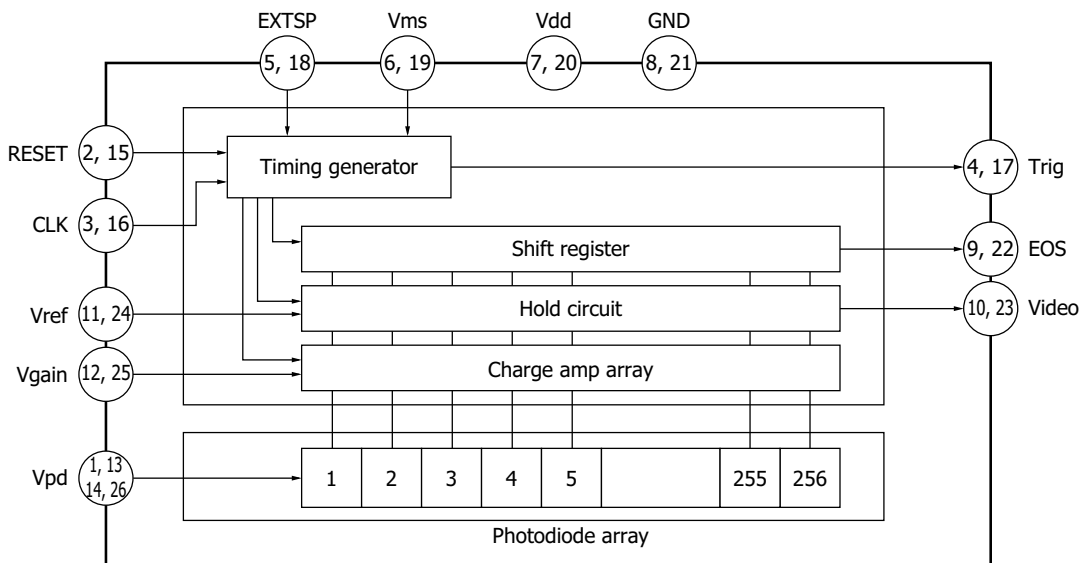 EXTSP
Vms
Vdd
GND
5, 18
6, 19
7, 20
8, 21
RESET
2, 15
Timing generator
4, 17
Trig
CLK
3, 16
Shift register
9, 22
EOS
Vref
11, 24
Hold circuit
10, 23
Video
Vgain
12, 25
Charge amp array
Vpd
1, 13
14, 26
1
2
3
4
5
255
256
Photodiode array